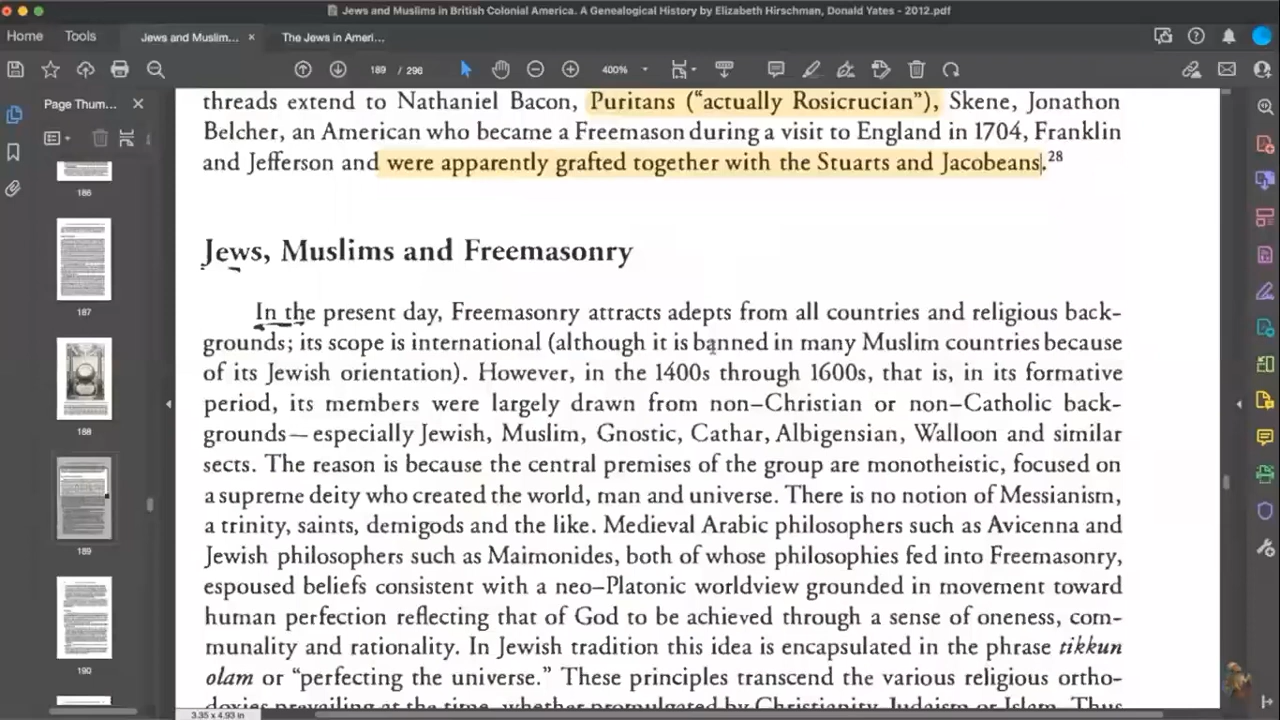 Jews and Muslims in British Colonial America. A Genealogical History by Elizabeth Hirschman, Donald Yates - 2012.pdf
Home Tools Jews and Muslim... × The Jews in Ameri...
189 / 296 400%
Page Thum...
186
187
188
189
190
threads extend to Nathaniel Bacon, Puritans (“actually Rosicrucian”), Skene, Jonathon
Belcher, an American who became a Freemason during a visit to England in 1704, Franklin
and Jefferson and were apparently grafted together with the Stuarts and Jacobeans.28
Jews, Muslims and Freemasonry
In the present day, Freemasonry attracts adepts from all countries and religious back-
grounds; its scope is international (although it is banned in many Muslim countries because
of its Jewish orientation). However, in the 1400s through 1600s, that is, in its formative
period, its members were largely drawn from non–Christian or non–Catholic back-
grounds—especially Jewish, Muslim, Gnostic, Cathar, Albigensian, Walloon and similar
sects. The reason is because the central premises of the group are monotheistic, focused on
a supreme deity who created the world, man and universe. There is no notion of Messianism,
a trinity, saints, demigods and the like. Medieval Arabic philosophers such as Avicenna and
Jewish philosophers such as Maimonides, both of whose philosophies fed into Freemasonry,
espoused beliefs consistent with a neo–Platonic worldview grounded in movement toward
human perfection reflecting that of God to be achieved through a sense of oneness, com-
munality and rationality. In Jewish tradition this idea is encapsulated in the phrase tikkun
olam or “perfecting the universe.” These principles transcend the various religious ortho-
doxies prevailing at the time, whether promulgated by Christianity, Judaism or Islam. Thus
3.35 x 4.93 in